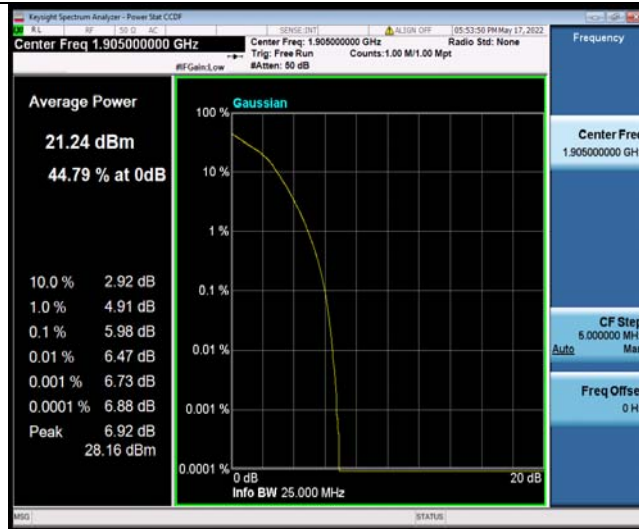 Keysight Spectrum Analyzer - Power Stat CCDF
RL RF 50 Ω AC SENSE:INT ALIGN OFF 05:53:50 PM May 17, 2022
Center Freq 1.905000000 GHz
Center Freq: 1.905000000 GHz Radio Std: None
Trig: Free Run Counts:1.00 M/1.00 Mpt
#IFGain:Low #Atten: 50 dB
Average Power
21.24 dBm
44.79 % at 0dB
10.0 % 2.92 dB
1.0 % 4.91 dB
0.1 % 5.98 dB
0.01 % 6.47 dB
0.001 % 6.73 dB
0.0001 % 6.88 dB
Peak 6.92 dB
28.16 dBm
Gaussian
100 %
10 %
1 %
0.1 %
0.01 %
0.001 %
0.0001 %
0 dB 20 dB
Info BW 25.000 MHz
Frequency
Center Fre
1.905000000 GH
CF Step
5.000000 MH
Auto Ma
Freq Offse
0 H
MSG STATUS